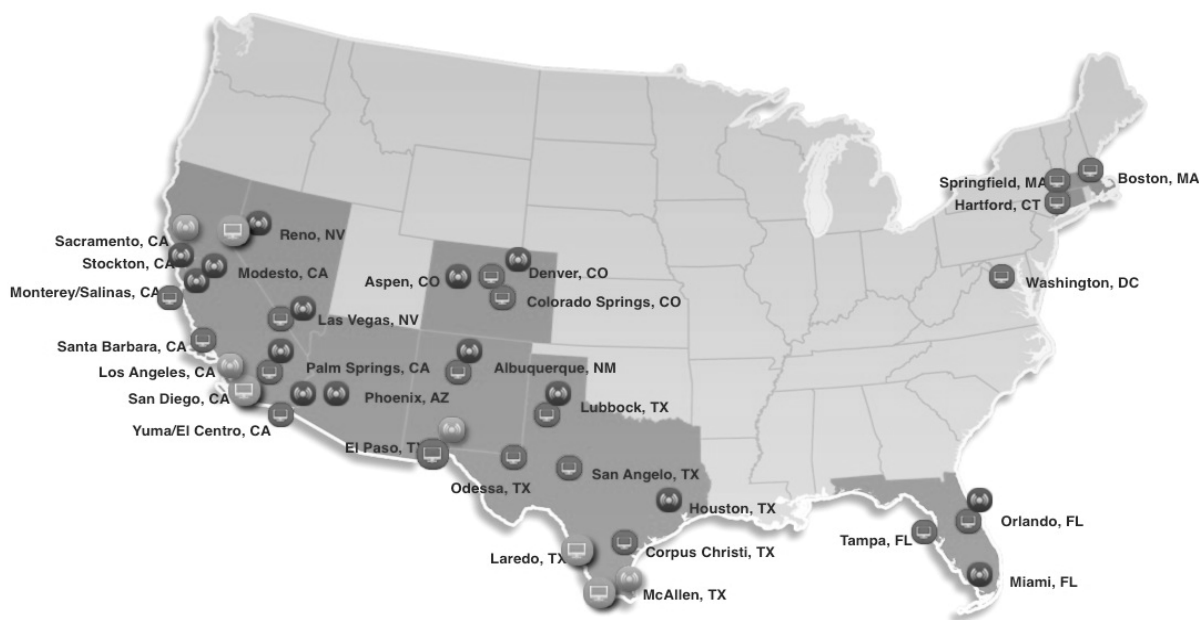 Springfield, MA
Boston, MA
Hartford, CT
Sacramento, CA
Reno, NV
Stockton, CA
Modesto, CA
Aspen, CO
Denver, CO
Washington, DC
Monterey/Salinas, CA
Colorado Springs, CO
Las Vegas, NV
Santa Barbara, CA
Los Angeles, CA
Palm Springs, CA
Albuquerque, NM
San Diego, CA
Phoenix, AZ
Lubbock, TX
Yuma/El Centro, CA
El Paso, TX
San Angelo, TX
Odessa, TX
Houston, TX
Orlando, FL
Tampa, FL
Laredo, TX
Corpus Christi, TX
Miami, FL
McAllen, TX